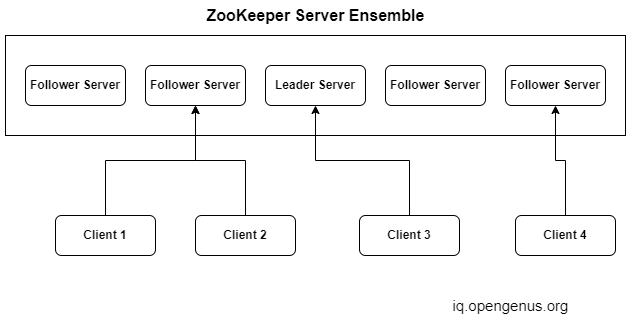 ZooKeeper Server Ensemble
Follower Server
Follower Server
Leader Server
Follower Server
Follower Server
Client 1
Client 2
Client 3
Client 4
iq.opengenus.org